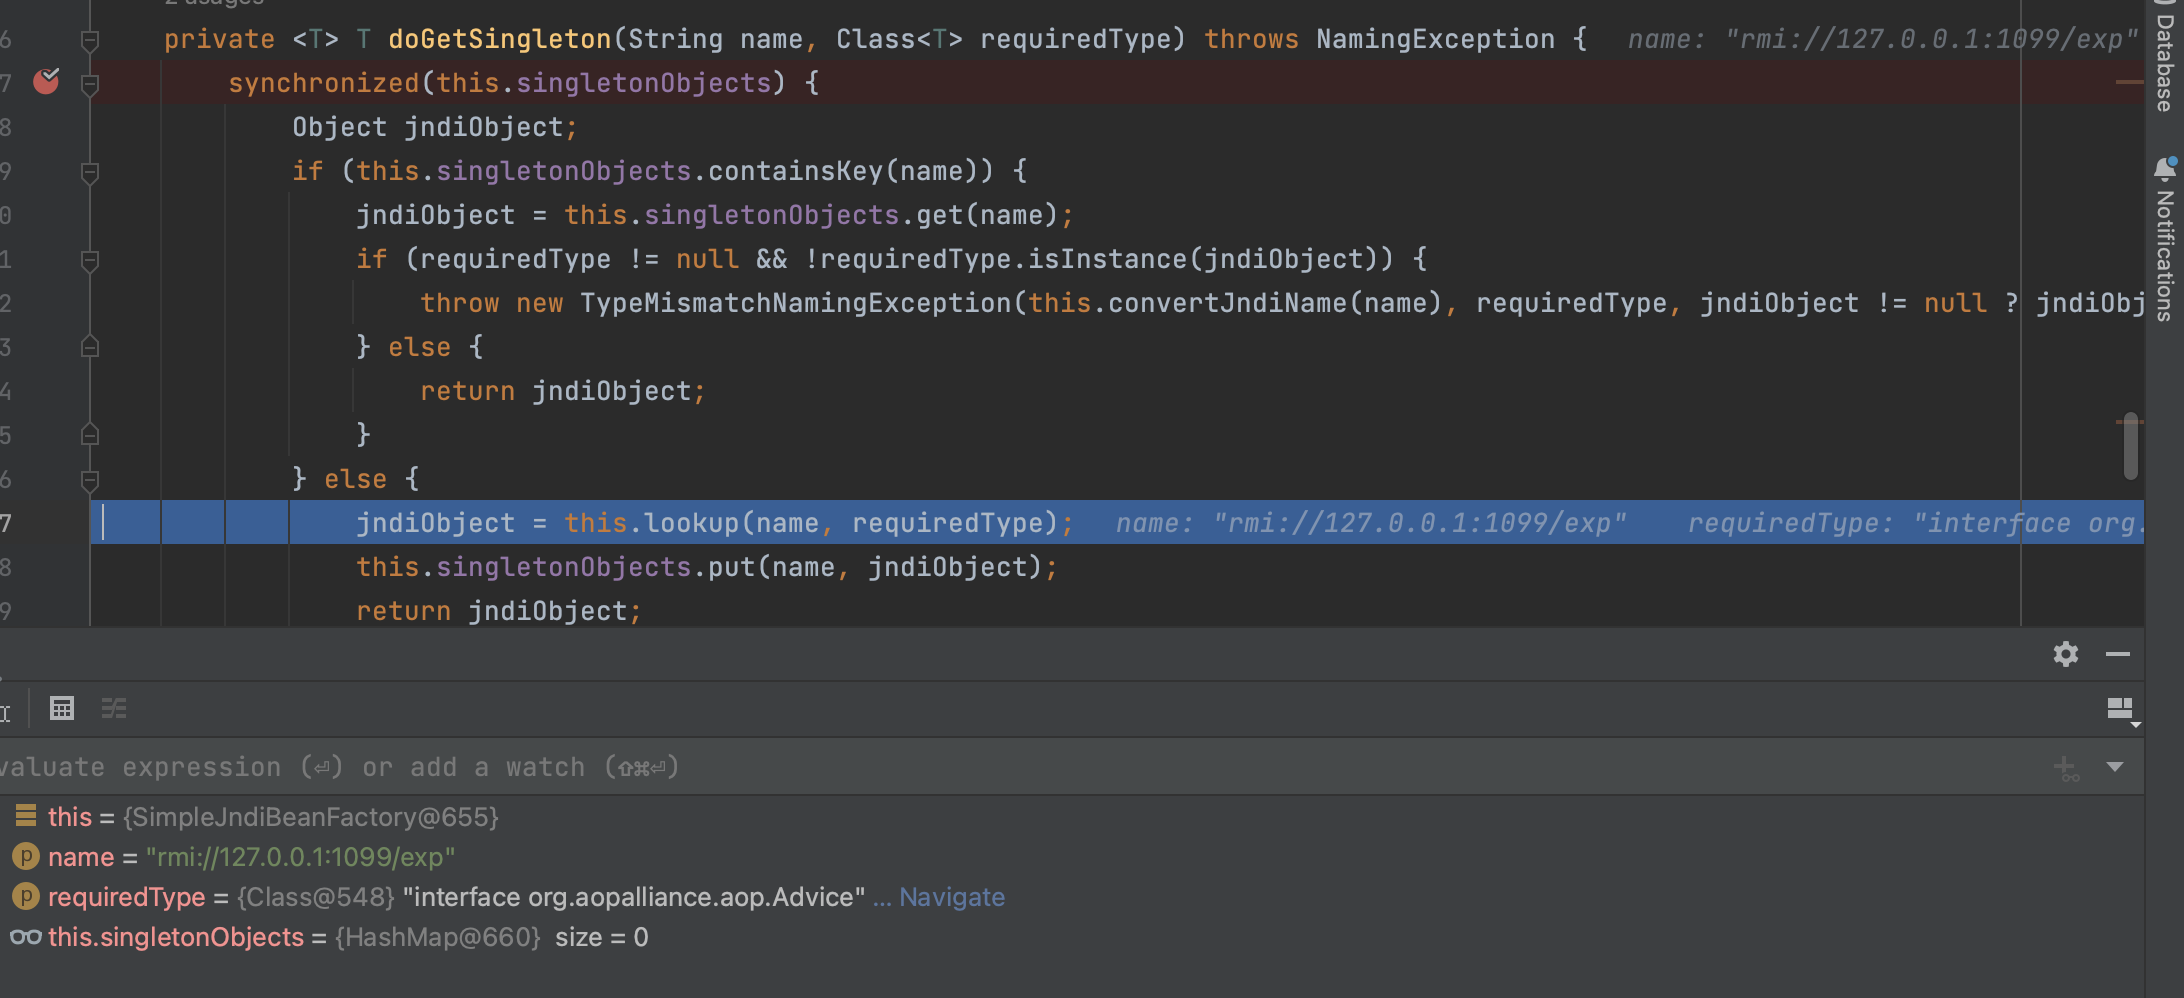 2 usages
6 private <T> T doGetSingleton(String name, Class<T> requiredType) throws NamingException { name: "rmi://127.0.0.1:1099/exp"
7 synchronized(this.singletonObjects) {
8 Object jndiObject;
9 if (this.singletonObjects.containsKey(name)) {
0 jndiObject = this.singletonObjects.get(name);
1 if (requiredType != null && !requiredType.isInstance(jndiObject)) {
2 throw new TypeMismatchNamingException(this.convertJndiName(name), requiredType, jndiObject != null ? jndiObj
3 } else {
4 return jndiObject;
5 }
6 } else {
7 jndiObject = this.lookup(name, requiredType); name: "rmi://127.0.0.1:1099/exp" requiredType: "interface org.
8 this.singletonObjects.put(name, jndiObject);
9 return jndiObject;
valuate expression (⏎) or add a watch (⇧⌘⏎)
this = {SimpleJndiBeanFactory@655}
p name = "rmi://127.0.0.1:1099/exp"
p requiredType = {Class@548} "interface org.aopalliance.aop.Advice" ... Navigate
this.singletonObjects = {HashMap@660} size = 0
Database
Notifications